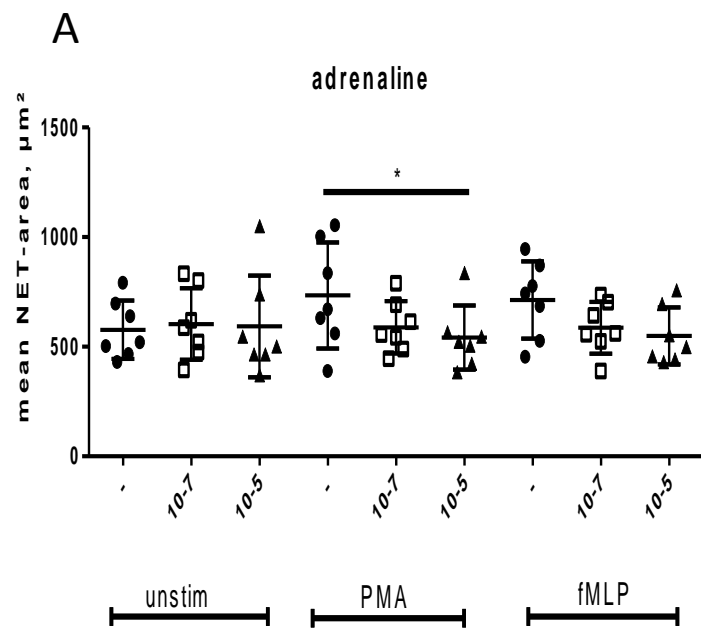 A
adrenaline
mean NET-area, µm²
1500
1000
500
0
*
- 10-7 10-5 - 10-7 10-5 - 10-7 10-5
unstim PMA fMLP